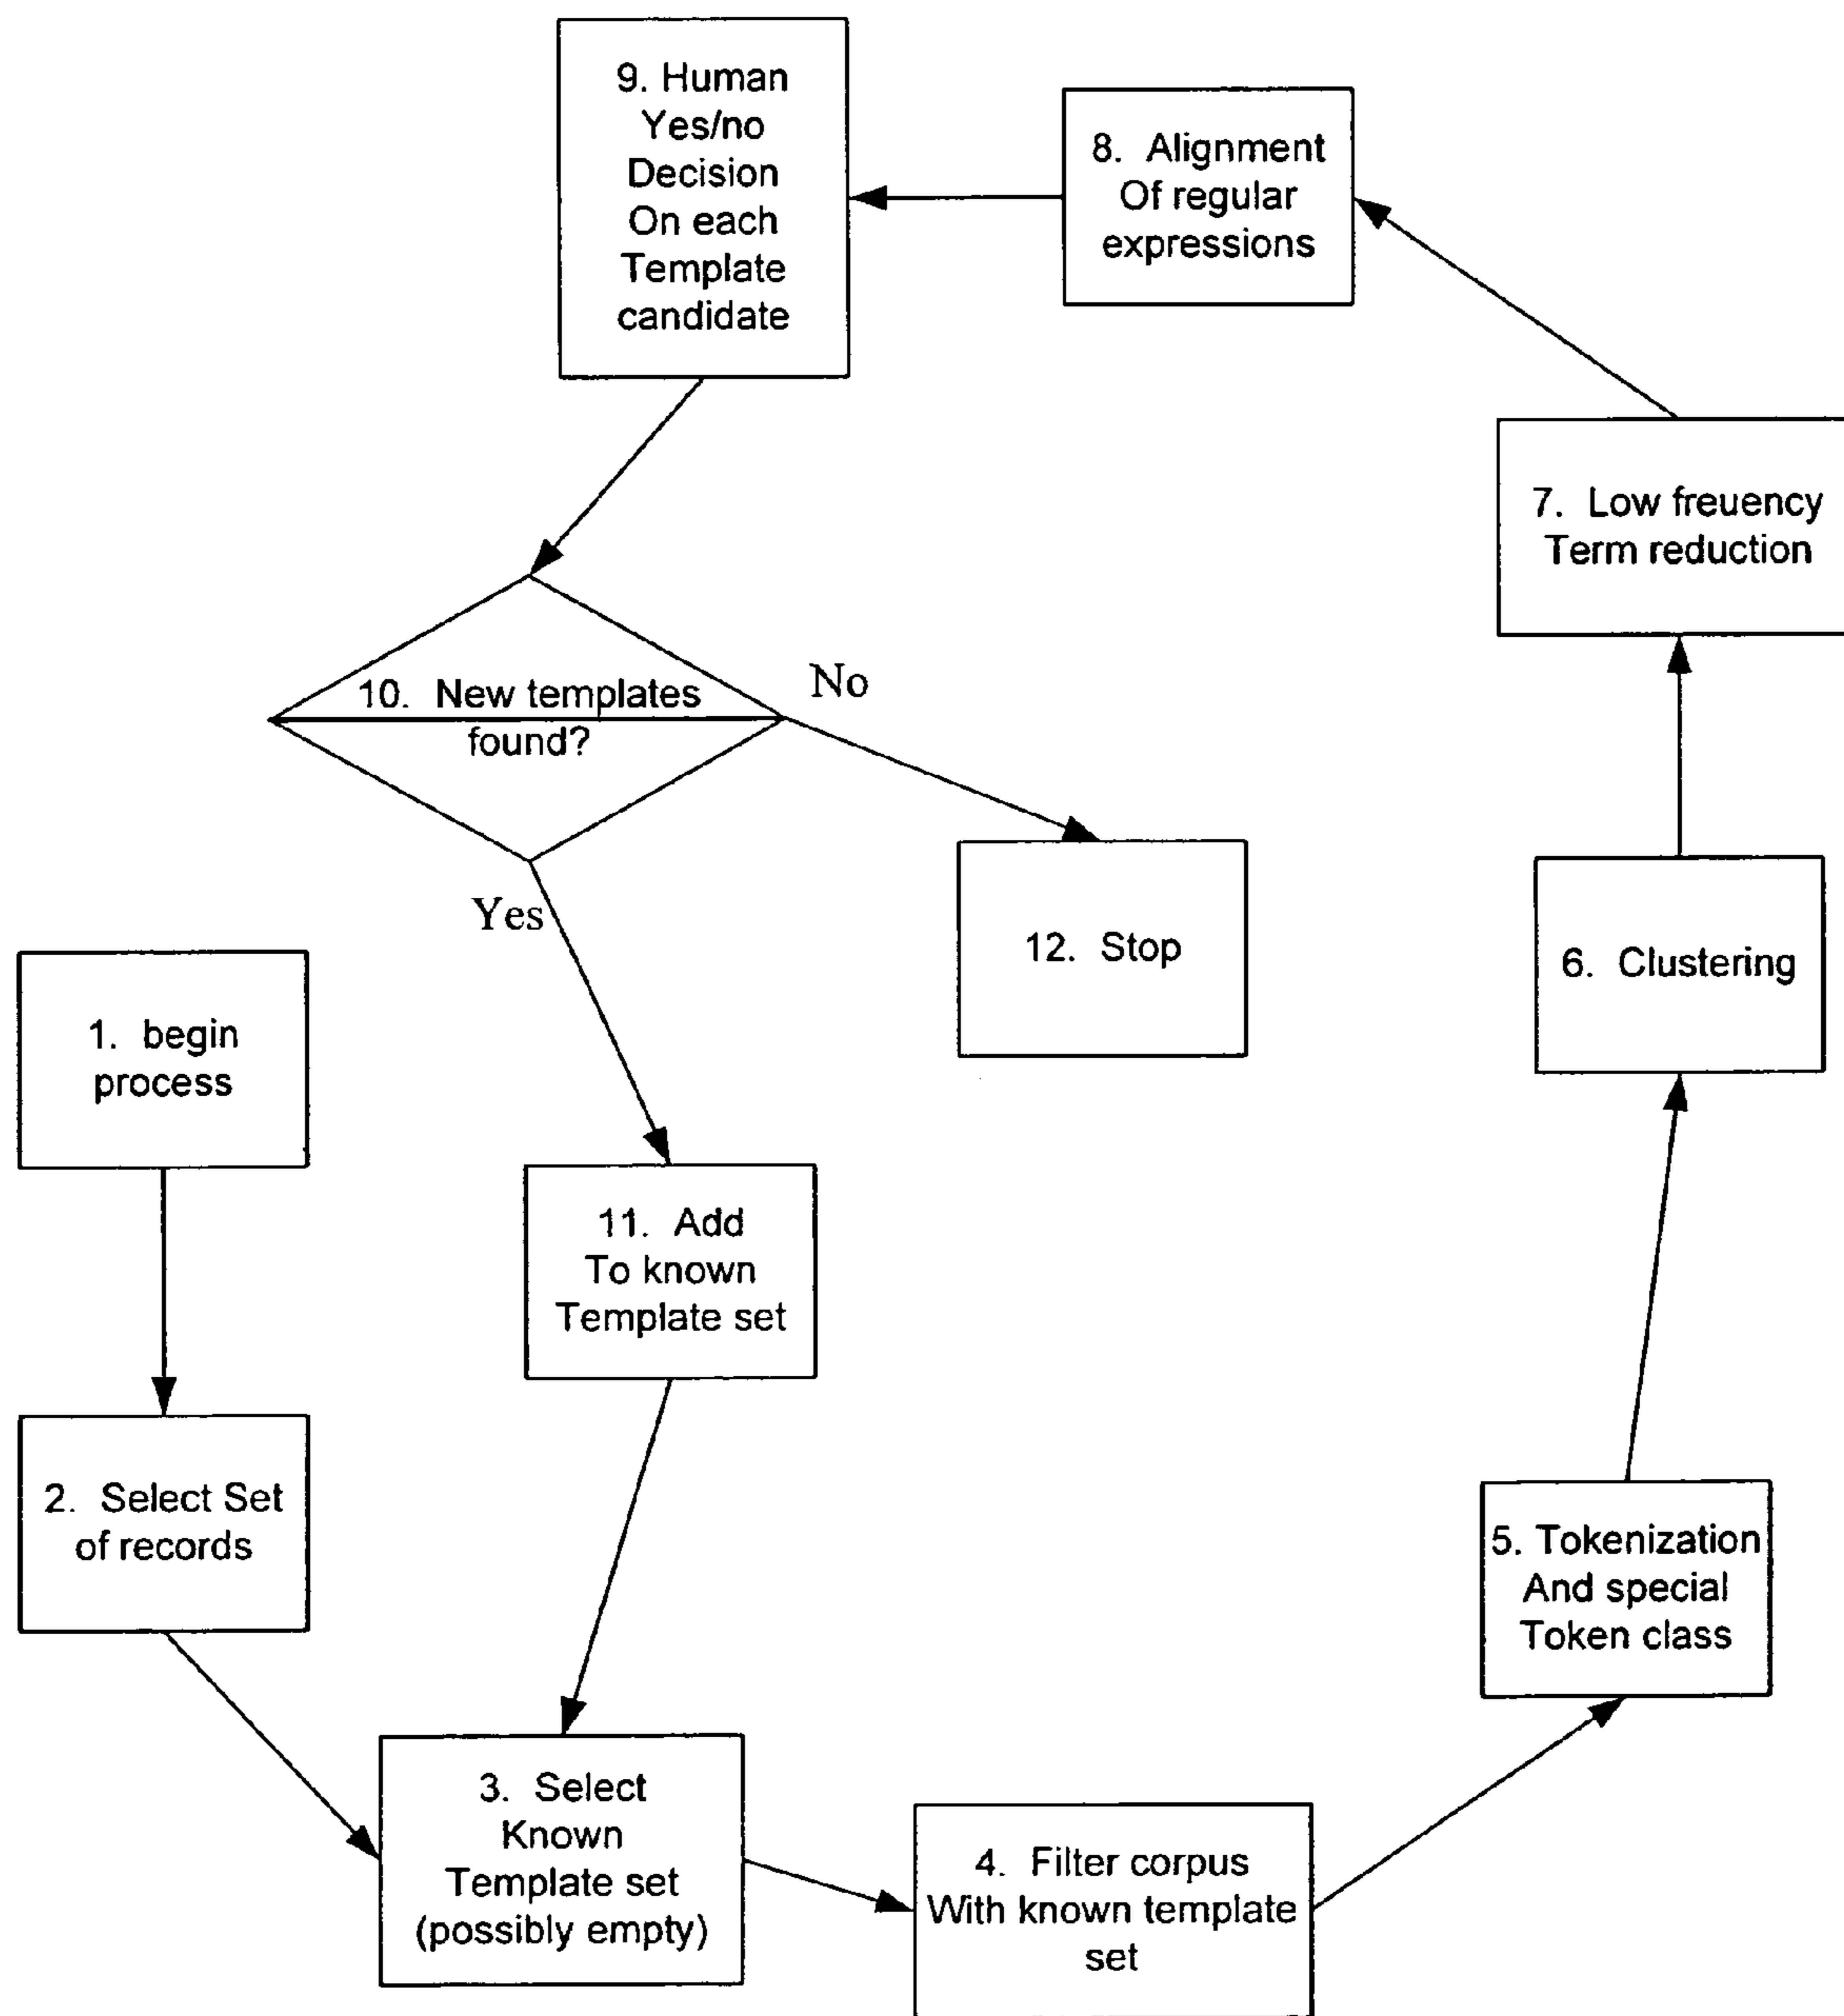 9. Human
Yes/no
Decision
On each
Template
candidate
8. Alignment
Of regular
expressions
7. Low freuency
Term reduction
10. New templates
found?
No
Yes
12. Stop
6. Clustering
1. begin
process
11. Add
To known
Template set
2. Select Set
of records
5. Tokenization
And special
Token class
3. Select
Known
Template set
(possibly empty)
4. Filter corpus
With known template
set